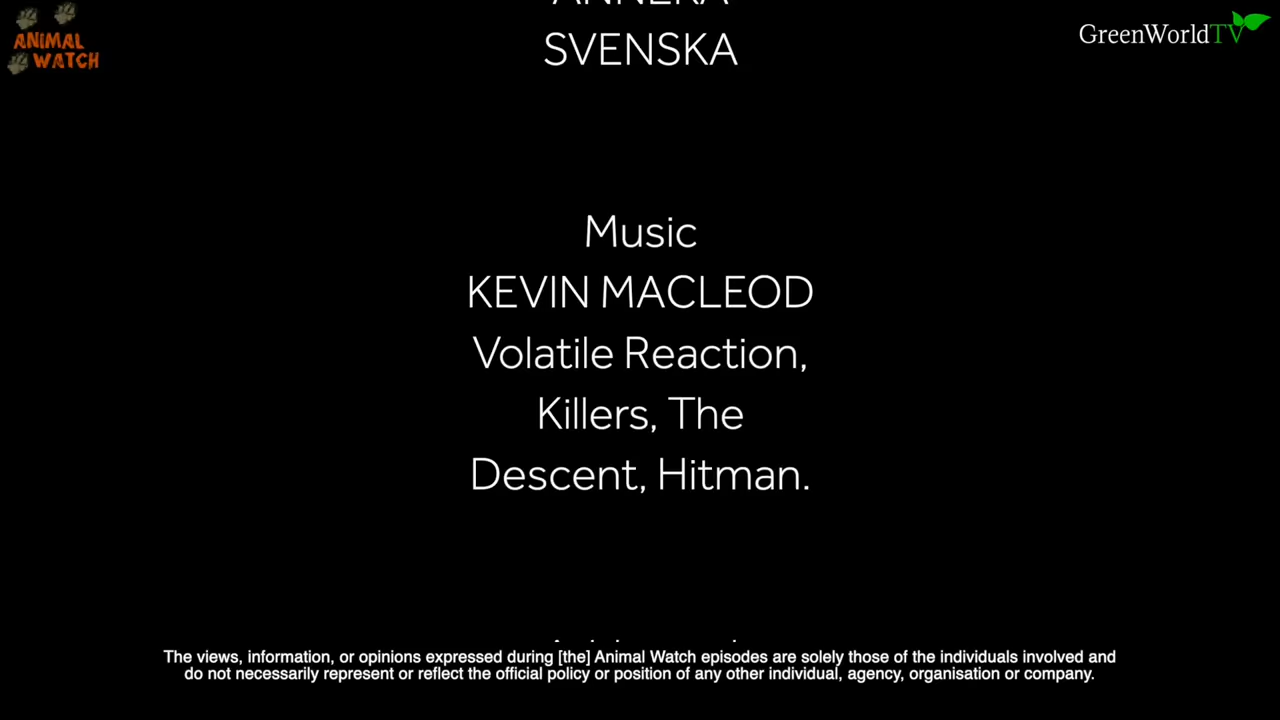 ANIMAL
WATCH
GreenWorldTV
ANNEKA
SVENSKA
Music
KEVIN MACLEOD
Volatile Reaction,
Killers, The
Descent, Hitman.
The views, information, or opinions expressed during [the] Animal Watch episodes are solely those of the individuals involved and
do not necessarily represent or reflect the official policy or position of any other individual, agency, organisation or company.